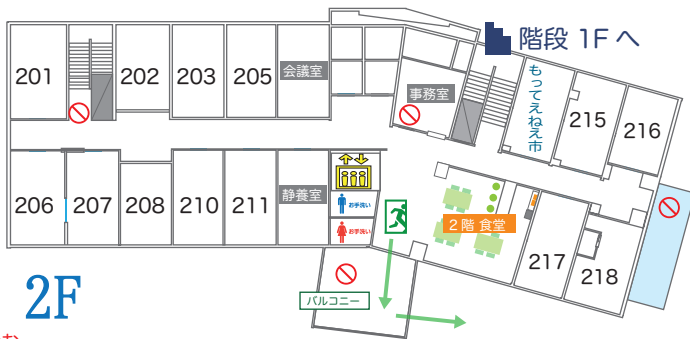 階段 1F へ
201
202
203
205
会議室
事務室
もってえねえ市
215
216
206
207
208
210
211
静養室
お手洗い
お手洗い
2階 食堂
217
218
バルコニー
2F